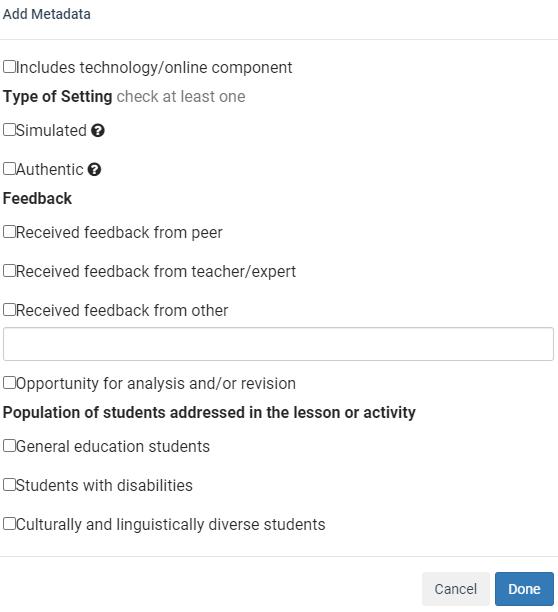 Add Metadata
Includes technology/online component
Type of Setting check at least one
Simulated ?
Authentic ?
Feedback
Received feedback from peer
Received feedback from teacher/expert
Received feedback from other
Opportunity for analysis and/or revision
Population of students addressed in the lesson or activity
General education students
Students with disabilities
Culturally and linguistically diverse students
Cancel Done